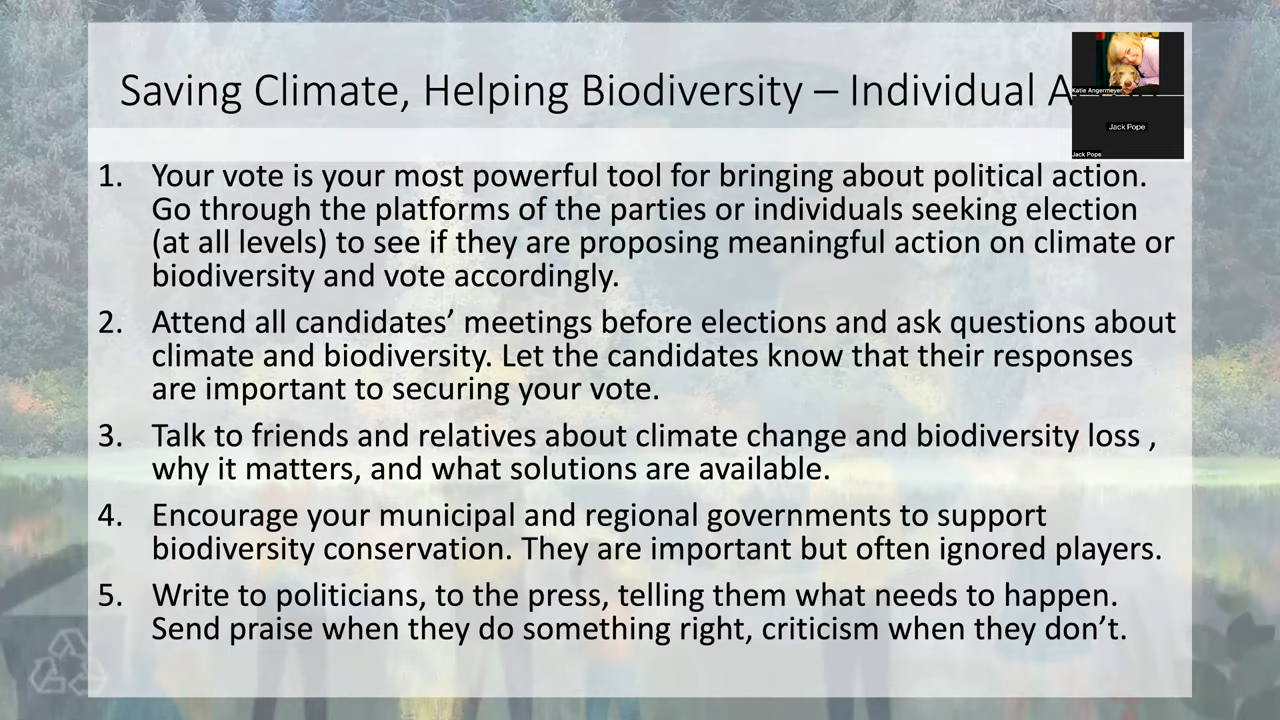 Saving Climate, Helping Biodiversity – Individual
Katie Angermeyer
Jack Pope
Jack Pope
1. Your vote is your most powerful tool for bringing about political action.
Go through the platforms of the parties or individuals seeking election
(at all levels) to see if they are proposing meaningful action on climate or
biodiversity and vote accordingly.
2. Attend all candidates’ meetings before elections and ask questions about
climate and biodiversity. Let the candidates know that their responses
are important to securing your vote.
3. Talk to friends and relatives about climate change and biodiversity loss ,
why it matters, and what solutions are available.
4. Encourage your municipal and regional governments to support
biodiversity conservation. They are important but often ignored players.
5. Write to politicians, to the press, telling them what needs to happen.
Send praise when they do something right, criticism when they don’t.